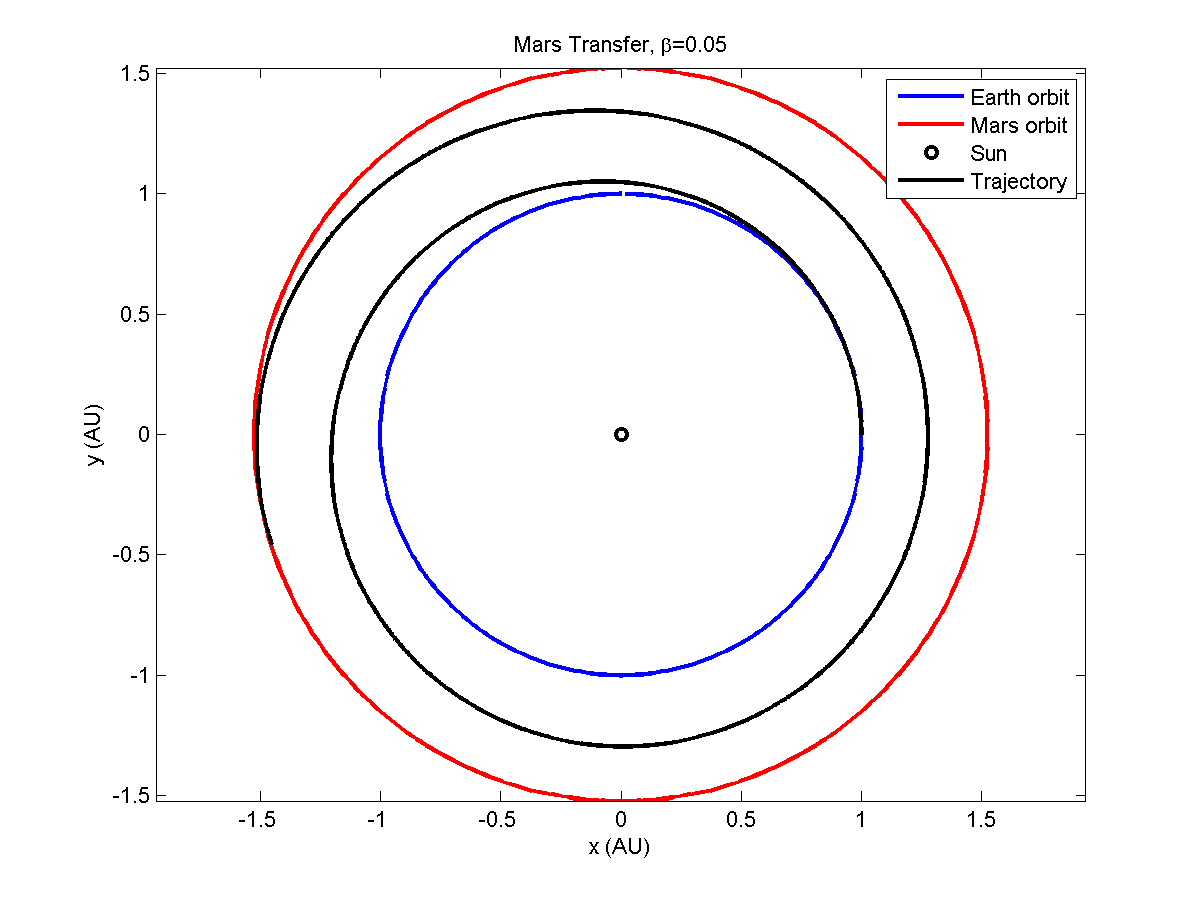 Mars Transfer, β=0.05
Earth orbit
Mars orbit
Sun
Trajectory
1.5
1
0.5
0
-0.5
-1
-1.5
y (AU)
-1.5 -1 -0.5 0 0.5 1 1.5
x (AU)